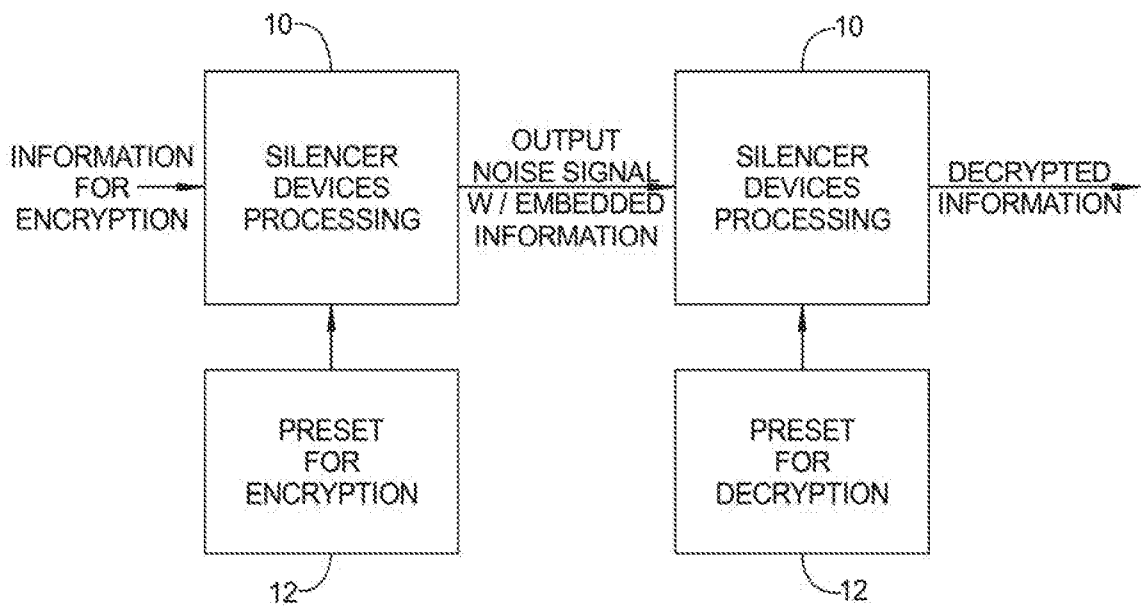 10
10
INFORMATION
FOR
ENCRYPTION
SILENCER
DEVICES
PROCESSING
OUTPUT
NOISE SIGNAL
W / EMBEDDED
INFORMATION
SILENCER
DEVICES
PROCESSING
DECRYPTED
INFORMATION
PRESET
FOR
ENCRYPTION
PRESET
FOR
DECRYPTION
12
12